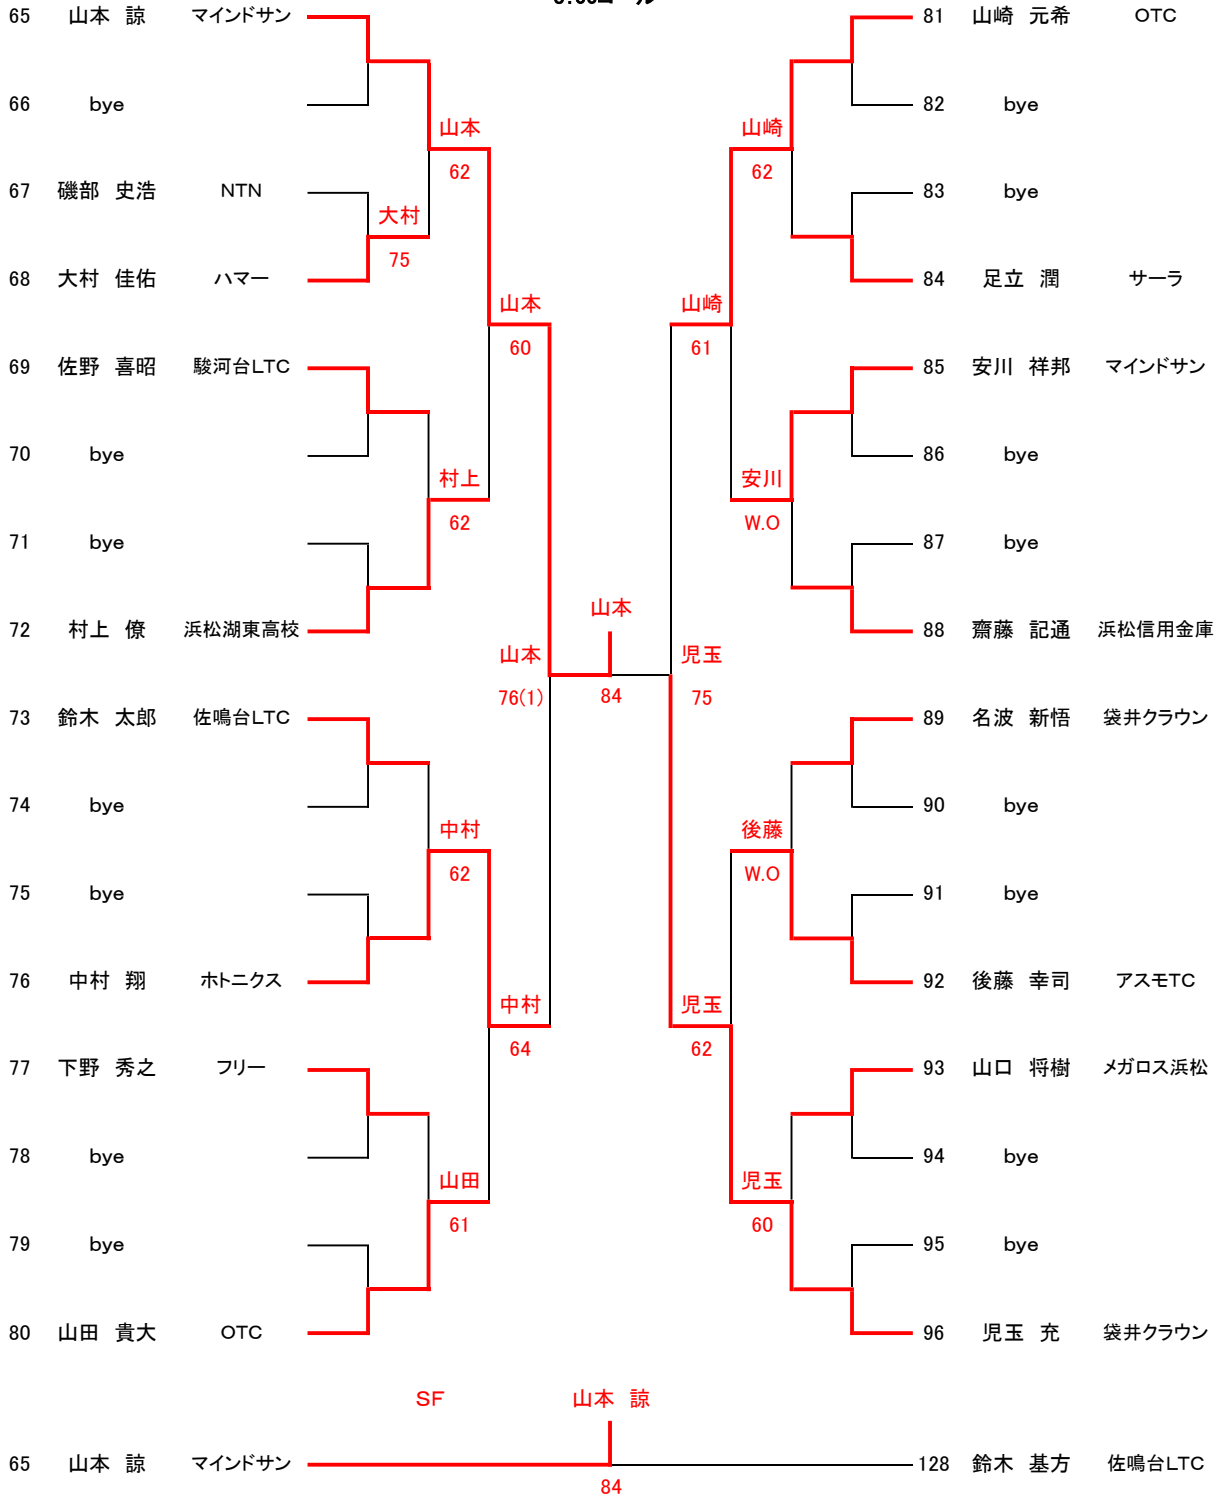 65 山本 諒 マインドサン
81 山崎 元希 OTC
66 bye
82 bye
山本
山崎
62
62
67 磯部 史浩 NTN
83 bye
大村
75
68 大村 佳佑 ハマー
84 足立 潤 サーラ
山本
山崎
60
61
69 佐野 喜昭 駿河台LTC
85 安川 祥邦 マインドサン
70 bye
86 bye
村上
安川
62
W.O
71 bye
87 bye
山本
72 村上 僚 浜松湖東高校
88 齋藤 記通 浜松信用金庫
山本
児玉
76(1)
84
75
73 鈴木 太郎 佐鳴台LTC
89 名波 新悟 袋井クラウン
74 bye
90 bye
中村
後藤
62
W.O
75 bye
91 bye
76 中村 翔 ホトニクス
92 後藤 幸司 アスモTC
中村
児玉
64
62
77 下野 秀之 フリー
93 山口 将樹 メガロス浜松
78 bye
94 bye
山田
児玉
61
60
79 bye
95 bye
80 山田 貴大 OTC
96 児玉 充 袋井クラウン
SF 山本 諒
65 山本 諒 マインドサン
128 鈴木 基方 佐鳴台LTC
84